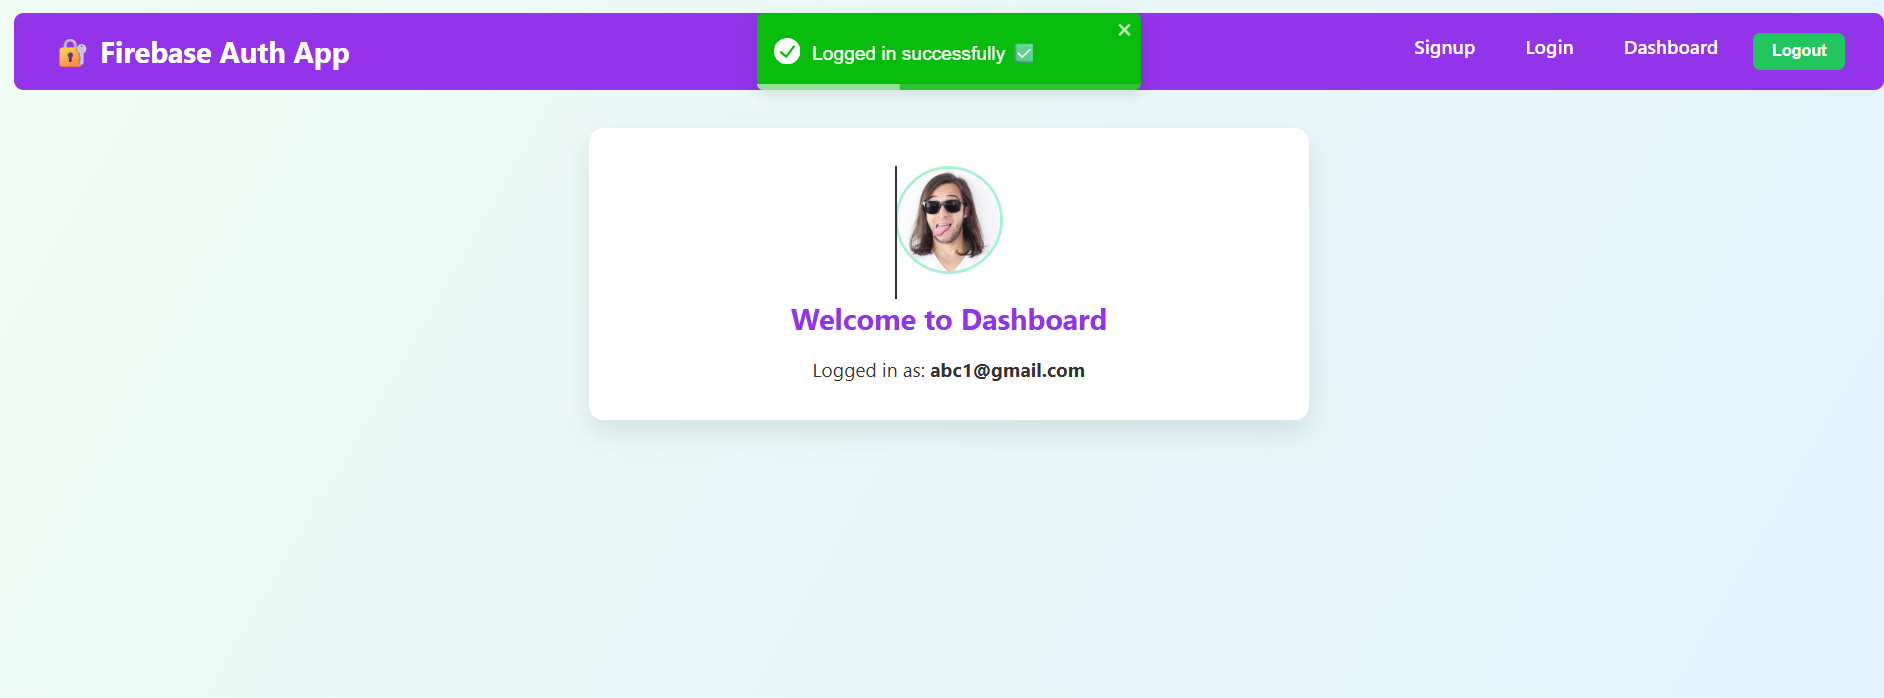 🔐 Firebase Auth App
Logged in successfully ✅
Signup Login Dashboard Logout
Welcome to Dashboard
Logged in as: abc1@gmail.com